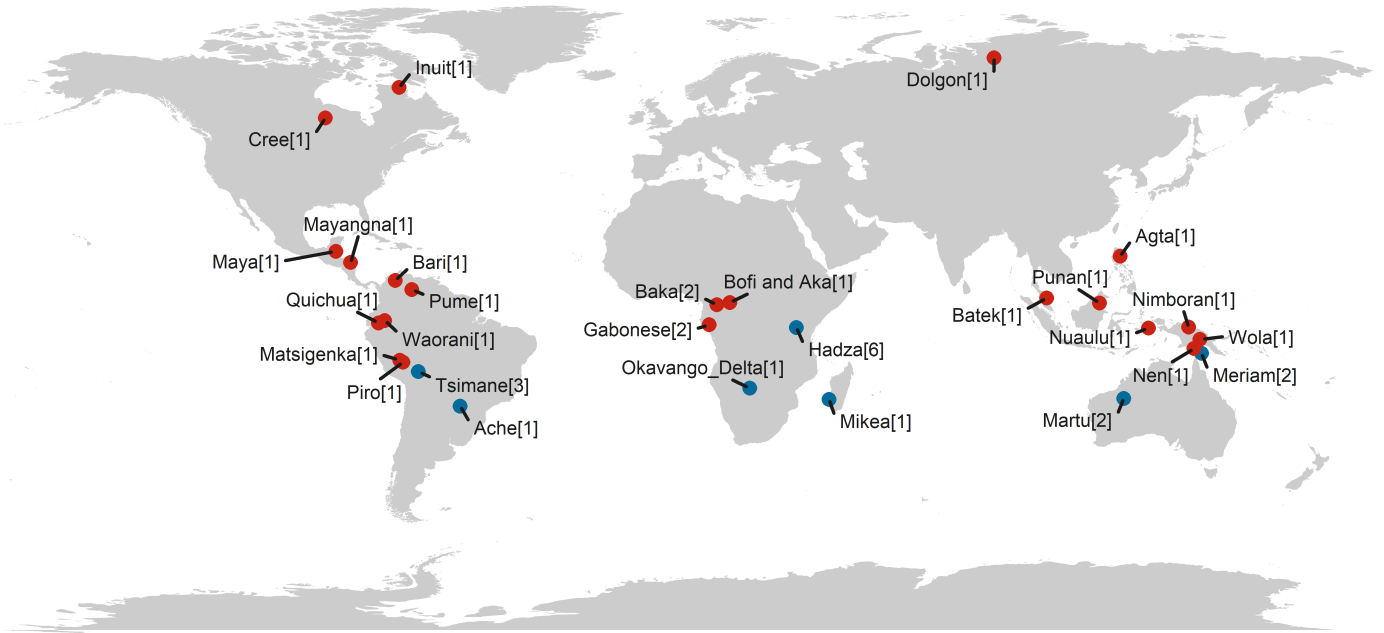 Inuit[1]
Dolgon[1]
Cree[1]
Mayangna[1]
Maya[1]
Bari[1]
Agta[1]
Quichua[1]
Pume[1]
Baka[2]
Bofi and Aka[1]
Punan[1]
Nimboran[1]
Batek[1]
Gabonese[2]
Waorani[1]
Nuaulu[1]
Wola[1]
Matsigenka[1]
Hadza[6]
Okavango_Delta[1]
Nen[1]
Meriam[2]
Piro[1]
Tsimane[3]
Ache[1]
Mikea[1]
Martu[2]